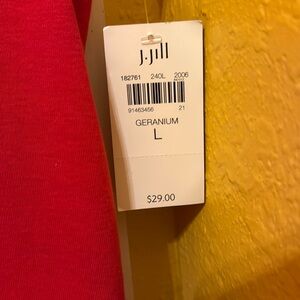 J.Jill
182761 240L 2006
91463456 21
GERANIUM
L
$29.00